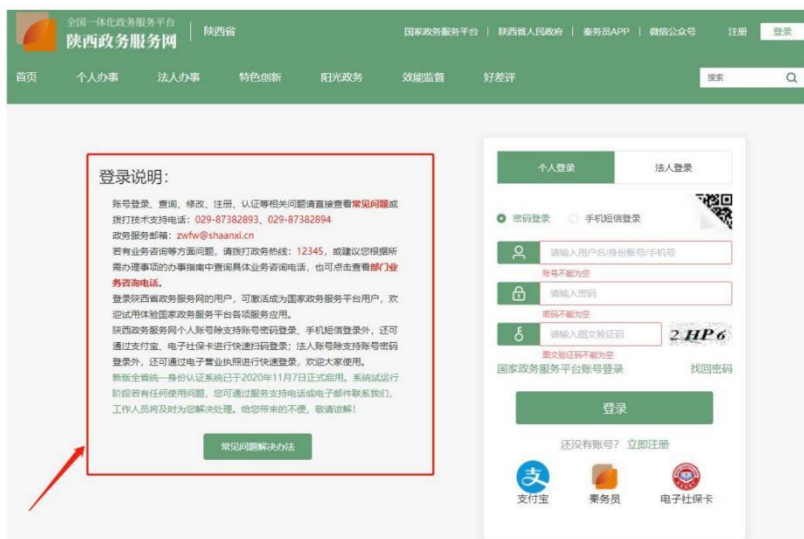 全国一体化政务服务平台
陕西政务服务网
陕西省
国家政务服务平台 | 陕西省人民政府 | 秦务员APP | 微信公众号 注册 登录
首页 个人办事 法人办事 特色创新 阳光政务 效能监督 好差评 搜索
登录说明：
账号登录、查询、修改、注册、认证等相关问题请直接查看常见问题或
拨打技术支持电话：029-87382893、029-87382894
政务服务邮箱：zwfw@shaanxi.cn
若有业务咨询等方面问题，请拨打政务热线：12345，或建议您根据所
需办理事项的办事指南中查询具体业务咨询电话，也可点击查看部门业
务咨询电话。
登录陕西省政务服务网的用户，可激活成为国家政务服务平台用户，欢
迎试用体验国家政务服务平台各项服务应用。
陕西政务服务网个人账号除支持账号密码登录、手机短信登录外，还可
通过支付宝、电子社保卡进行快速扫码登录；法人账号除支持账号密码
登录外，还可通过电子营业执照进行快速登录，欢迎大家使用。
新版全省统一身份认证系统已于2020年11月7日正式启用。系统试运行
阶段若有任何使用问题，您可通过服务支持电话或电子邮件联系我们，
工作人员将及时为您解决处理。给您带来的不便，敬请谅解！
常见问题解决办法
个人登录 法人登录
密码登录 手机短信登录
请输入用户名/身份账号/手机号
账号不能为空
请输入密码
密码不能为空
请输入图文验证码 2HP6
图文验证码不能为空
国家政务服务平台账号登录 找回密码
登录
还没有账号？ 立即注册
支付宝 秦务员 电子社保卡